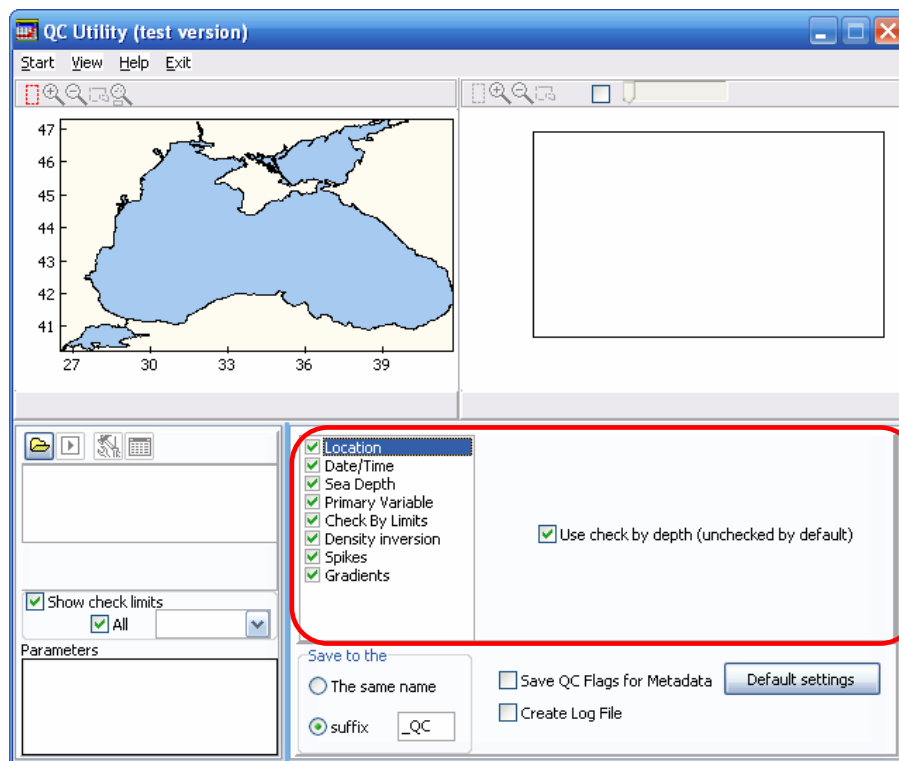 QC Utility (test version)
Start View Help Exit
47
46
45
44
43
42
41
27 30 33 36 39
Location
Date/Time
Sea Depth
Primary Variable
Check By Limits
Density inversion
Spikes
Gradients
Use check by depth (unchecked by default)
Show check limits
All
Parameters
Save to the
The same name
suffix _QC
Save QC Flags for Metadata
Default settings
Create Log File